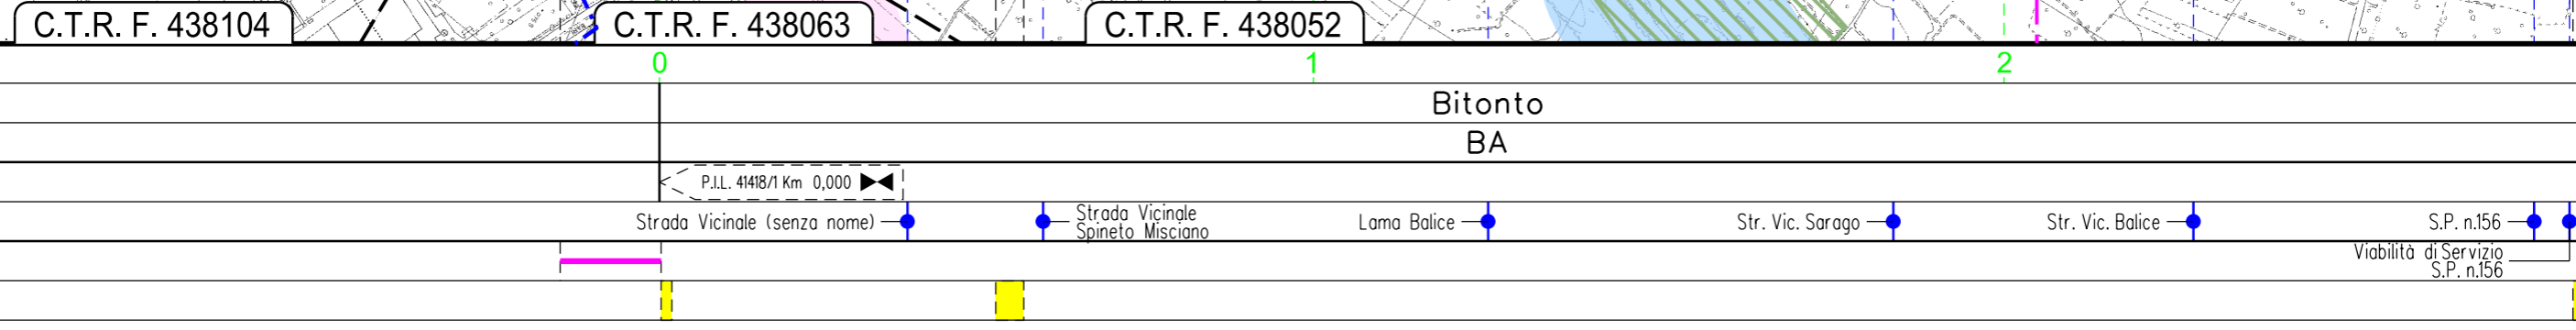 C.T.R. F. 438104
C.T.R. F. 438063
C.T.R. F. 438052
0
1
2
Bitonto
BA
P.I.L. 41418/1 Km 0,000
Strada Vicinale (senza nome)
Strada Vicinale
Spineto Misciano
Lama Balice
Str. Vic. Sarago
Str. Vic. Balice
S.P. n.156
Viabilità di Servizio
S.P. n.156